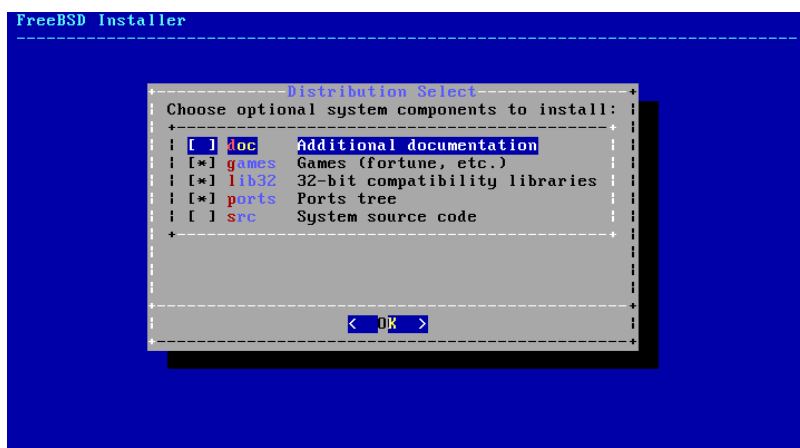 FreeBSD Installer
Distribution Select
Choose optional system components to install:
[ ] doc Additional documentation
[*] games Games (fortune, etc.)
[*] lib32 32-bit compatibility libraries
[*] ports Ports tree
[ ] src System source code
< OK >